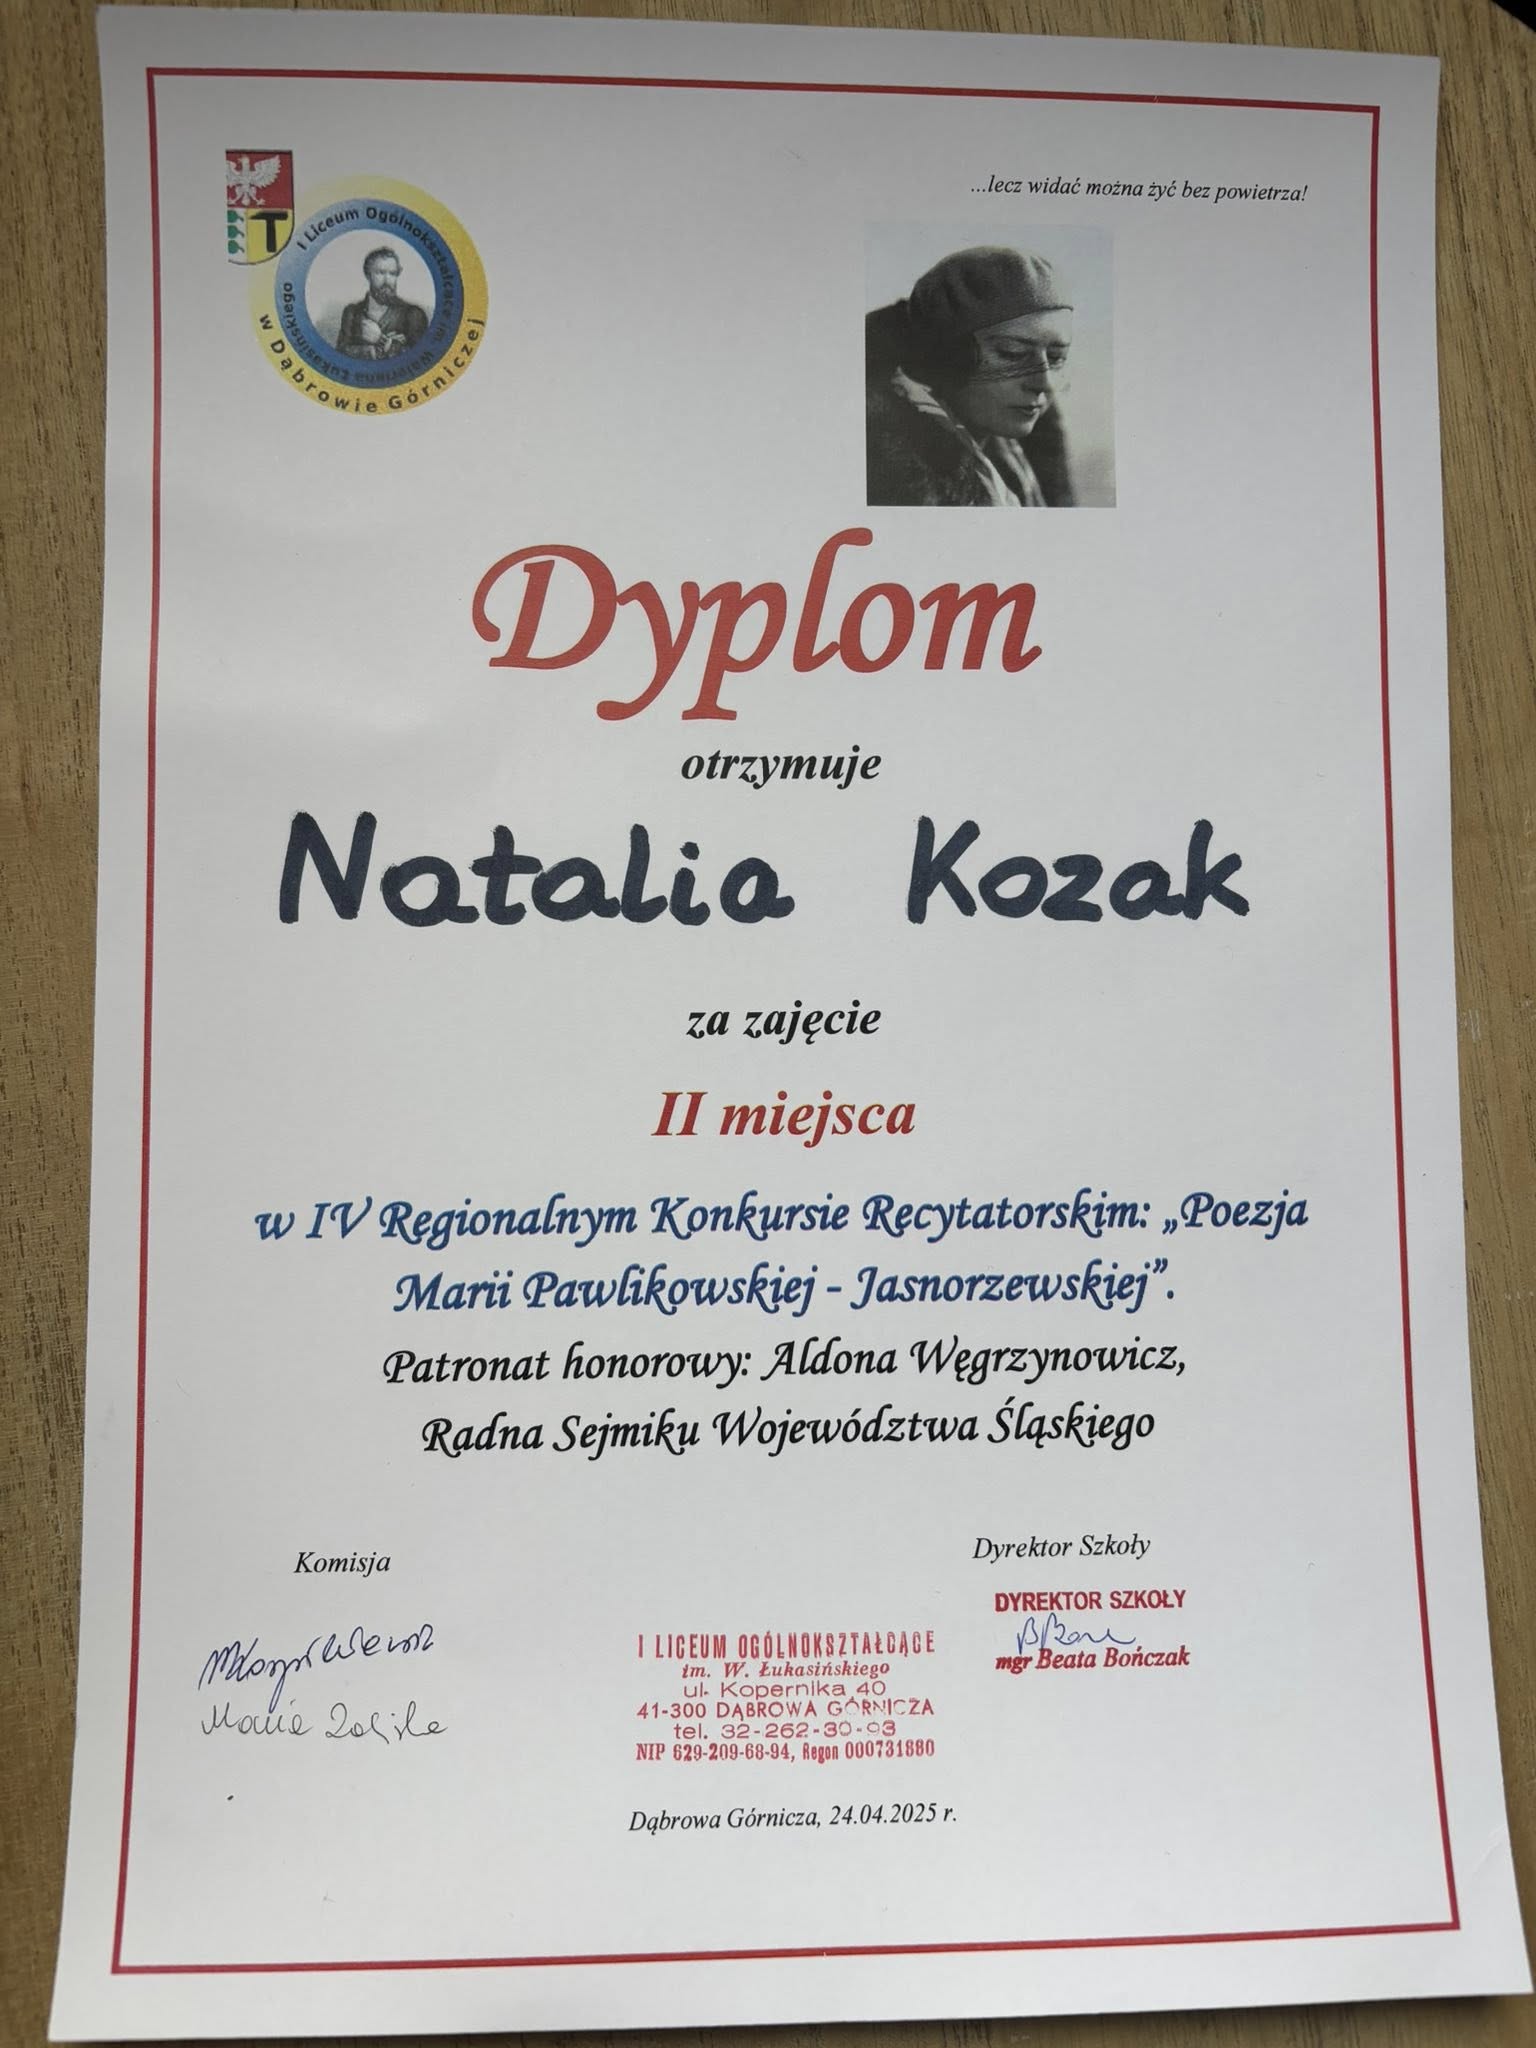 I Liceum Ogólnokształcące im. Waleriana Łukasińskiego
w Dąbrowie Górniczej
T
...lecz widać można żyć bez powietrza!
Dyplom
otrzymuje
Natalia Kozak
za zajęcie
II miejsca
w IV Regionalnym Konkursie Recytatorskim: „Poezja
Marii Pawlikowskiej - Jasnorzewskiej”.
Patronat honorowy: Aldona Węgrzynowicz,
Radna Sejmiku Województwa Śląskiego
Komisja
Dyrektor Szkoły
DYREKTOR SZKOŁY
mgr Beata Bończak
I LICEUM OGÓLNOKSZTAŁCĄCE
im. W. Łukasińskiego
ul. Kopernika 40
41-300 DĄBROWA GÓRNICZA
tel. 32-262-30-93
NIP 629-209-68-94, Regon 000731880
Dąbrowa Górnicza, 24.04.2025 r.